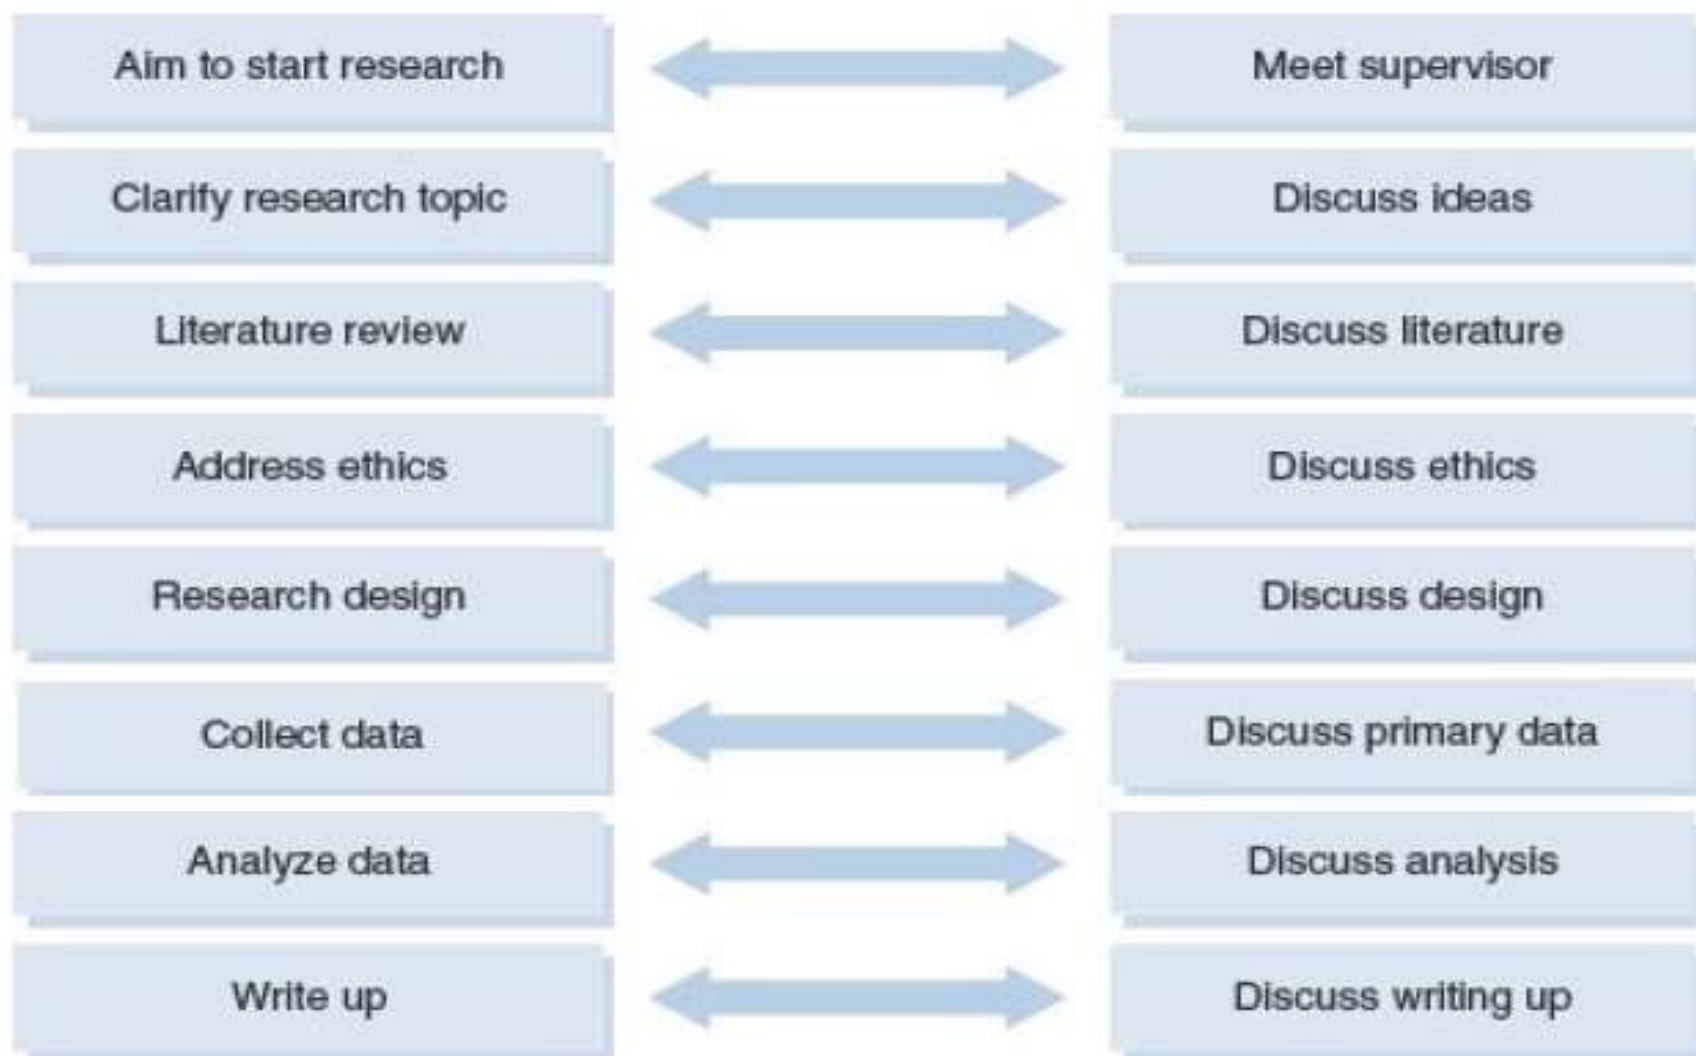 Aim to start research
Meet supervisor
Clarify research topic
Discuss ideas
Literature review
Discuss literature
Address ethics
Discuss ethics
Research design
Discuss design
Collect data
Discuss primary data
Analyze data
Discuss analysis
Write up
Discuss writing up